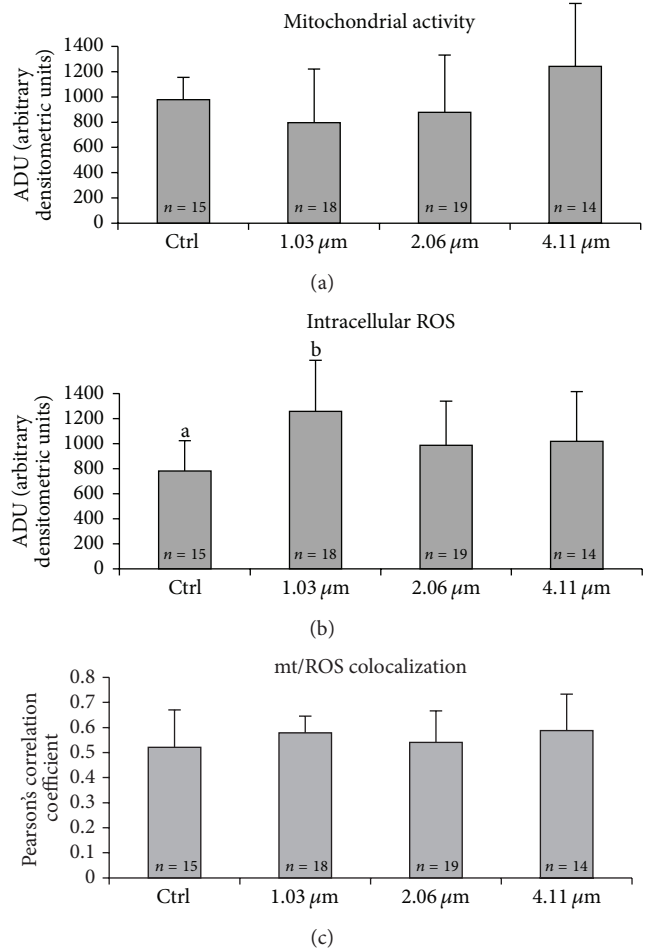 Mitochondrial activity
ADU (arbitrary
densitometric units)
1400
1200
1000
800
600
400
200
0
n = 15
n = 18
n = 19
n = 14
Ctrl
1.03 µm
2.06 µm
4.11 µm
(a)
Intracellular ROS
ADU (arbitrary
densitometric units)
1400
1200
1000
800
600
400
200
0
a
b
n = 15
n = 18
n = 19
n = 14
Ctrl
1.03 µm
2.06 µm
4.11 µm
(b)
mt/ROS colocalization
Pearson's correlation
coefficient
0.8
0.7
0.6
0.5
0.4
0.3
0.2
0.1
0
n = 15
n = 18
n = 19
n = 14
Ctrl
1.03 µm
2.06 µm
4.11 µm
(c)